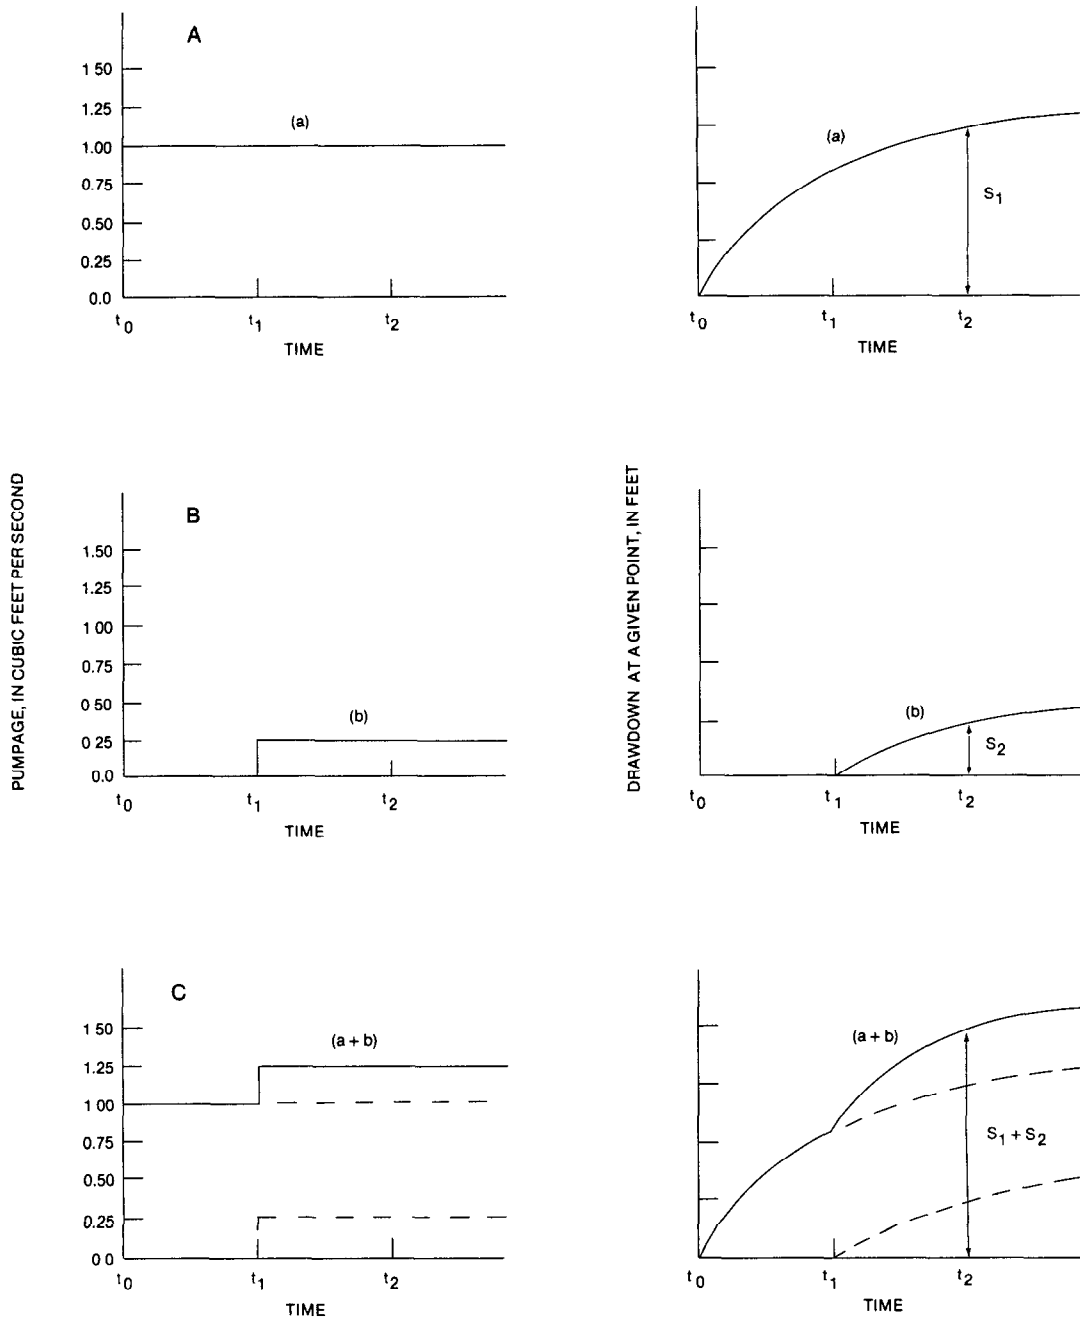 PUMPAGE, IN CUBIC FEET PER SECOND
DRAWDOWN AT A GIVEN POINT, IN FEET
A
1 50
1.25
1.00
0.75
0.50
0.25
0.0
(a)
t0 t1 t2
TIME
(a)
S1
t0 t1 t2
TIME
B
1.50
1.25
1 00
0.75
0 50
0 25
0.0
(b)
t0 t1 t2
TIME
(b)
S2
t0 t1 t2
TIME
C
1 50
1.25
1 00
0.75
0.50
0.25
0 0
(a + b)
t0 t1 t2
TIME
(a + b)
S1 + S2
t0 t1 t2
TIME